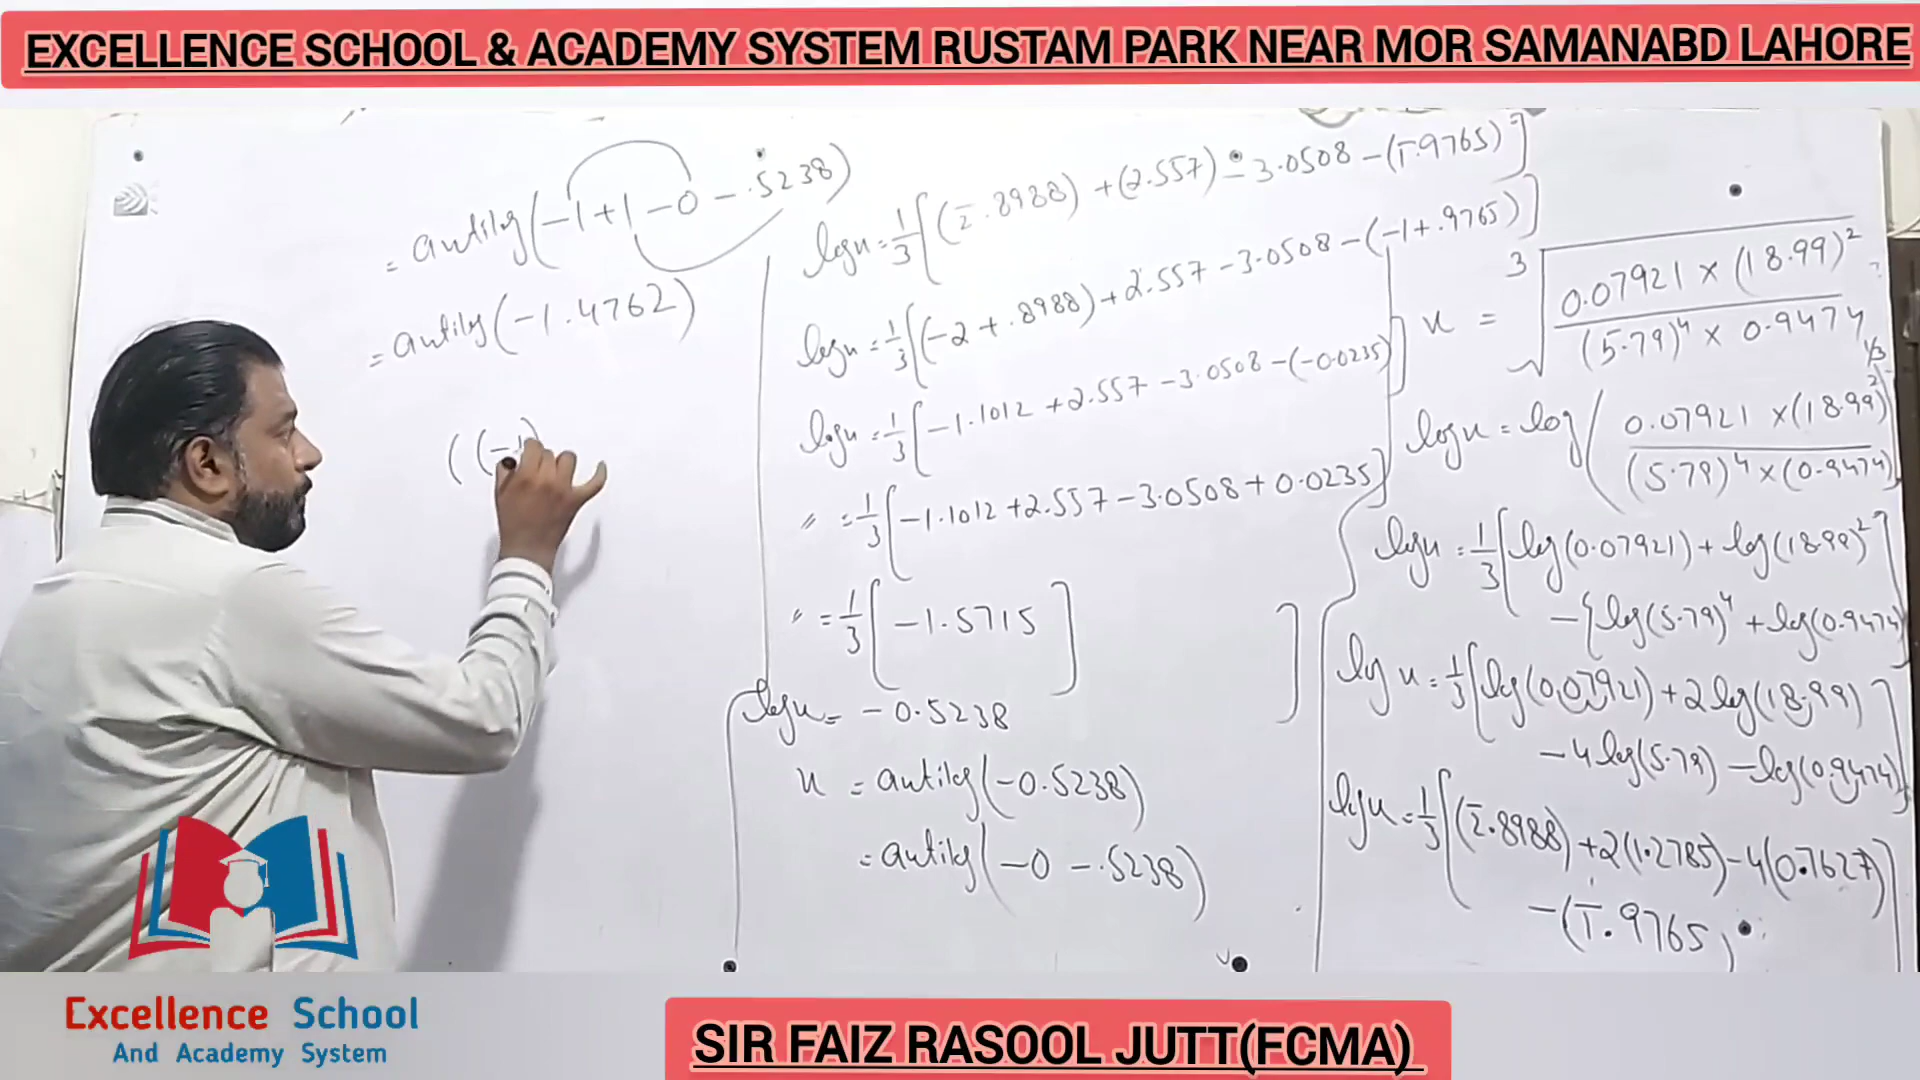 EXCELLENCE SCHOOL & ACADEMY SYSTEM RUSTAM PARK NEAR MOR SAMANABD LAHORE
x = ∛((0.07921 × (18.99)²) / ((5.79)⁴ × 0.9474))
log x = log((0.07921 × (18.99)²) / ((5.79)⁴ × (0.9474)))^1/3
log x = 1/3 [log(0.07921) + log(18.99)²]
- {log(5.79)⁴ + log(0.9474)
log x = 1/3 [log(0.07921) + 2 log(18.99)]
- 4 log(5.79) - log(0.9474)
log x = 1/3 [(2̅.8988) + 2(1.2785) - 4(0.7627)]
- (1̅.9765)
log x = 1/3 [(2̅.8988) + (2.557) - 3.0508 - (1̅.9765)]
log x = 1/3 [(-2 + .8988) + 2.557 - 3.0508 - (-1 + .9765)]
log x = 1/3 [-1.1012 + 2.557 - 3.0508 - (-0.0235)]
〃 = 1/3 [-1.1012 + 2.557 - 3.0508 + 0.0235]
〃 = 1/3 [-1.5715]
log x = -0.5238
x = antilog(-0.5238)
= antilog(-0 - .5238)
= antilog(-1 + 1 - 0 - .5238)
= antilog(-1.4762)
((-1)
Excellence School
And Academy System
SIR FAIZ RASOOL JUTT(FCMA)